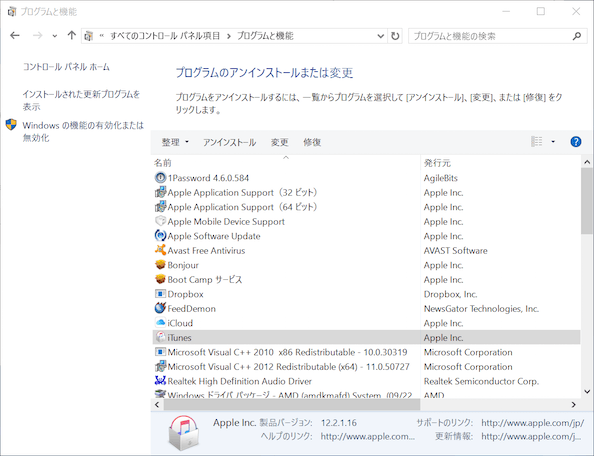 プログラムと機能
« すべてのコントロール パネル項目 > プログラムと機能
プログラムと機能の検索
コントロール パネル ホーム
インストールされた更新プログラムを
表示
Windows の機能の有効化または
無効化
プログラムのアンインストールまたは変更
プログラムをアンインストールするには、一覧からプログラムを選択して [アンインストール]、[変更]、または [修復] をク
リックします。
整理 アンインストール 変更 修復
名前 発行元
1Password 4.6.0.584 AgileBits
Apple Application Support（32 ビット） Apple Inc.
Apple Application Support（64 ビット） Apple Inc.
Apple Mobile Device Support Apple Inc.
Apple Software Update Apple Inc.
Avast Free Antivirus AVAST Software
Bonjour Apple Inc.
Boot Camp サービス Apple Inc.
Dropbox Dropbox, Inc.
FeedDemon NewsGator Technologies, Inc.
iCloud Apple Inc.
iTunes Apple Inc.
Microsoft Visual C++ 2010 x86 Redistributable - 10.0.30319 Microsoft Corporation
Microsoft Visual C++ 2012 Redistributable (x64) - 11.0.50727 Microsoft Corporation
Realtek High Definition Audio Driver Realtek Semiconductor Corp.
Windows ドライバ パッケージ - AMD (amdkmafd) System (09/22 AMD
Apple Inc. 製品バージョン: 12.2.1.16 サポートのリンク: http://www.apple.com/jp/
ヘルプのリンク: http://www.apple.com... 更新情報: http://www.apple.com/j...